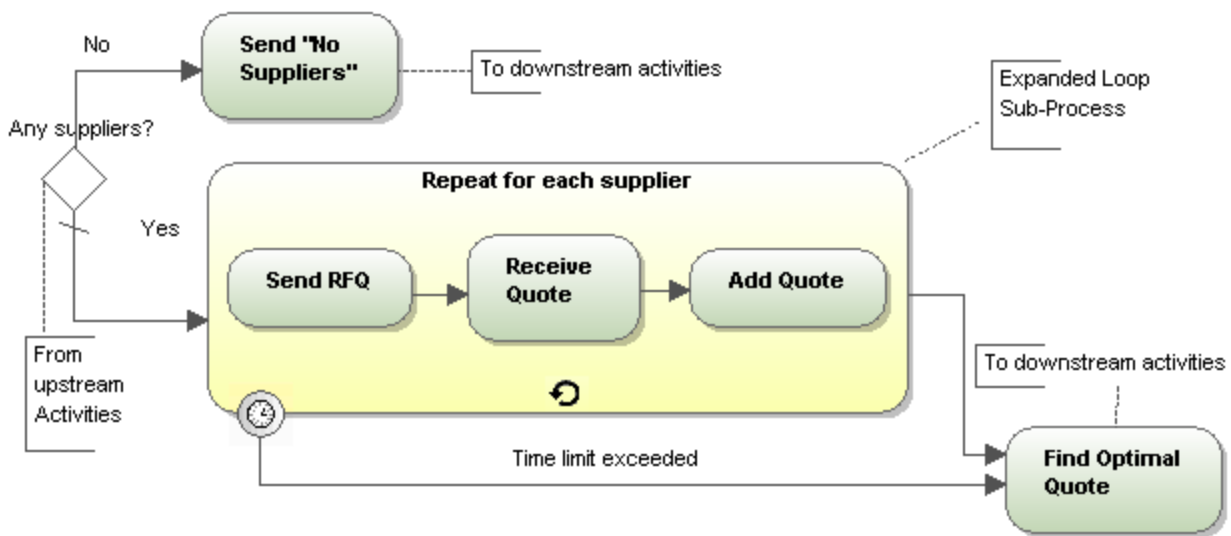 No
Send "No
Suppliers"
To downstream activities
Expanded Loop
Sub-Process
Any suppliers?
Repeat for each supplier
Yes
Send RFQ
Receive
Quote
Add Quote
From
upstream
Activities
To downstream activities
Time limit exceeded
Find Optimal
Quote